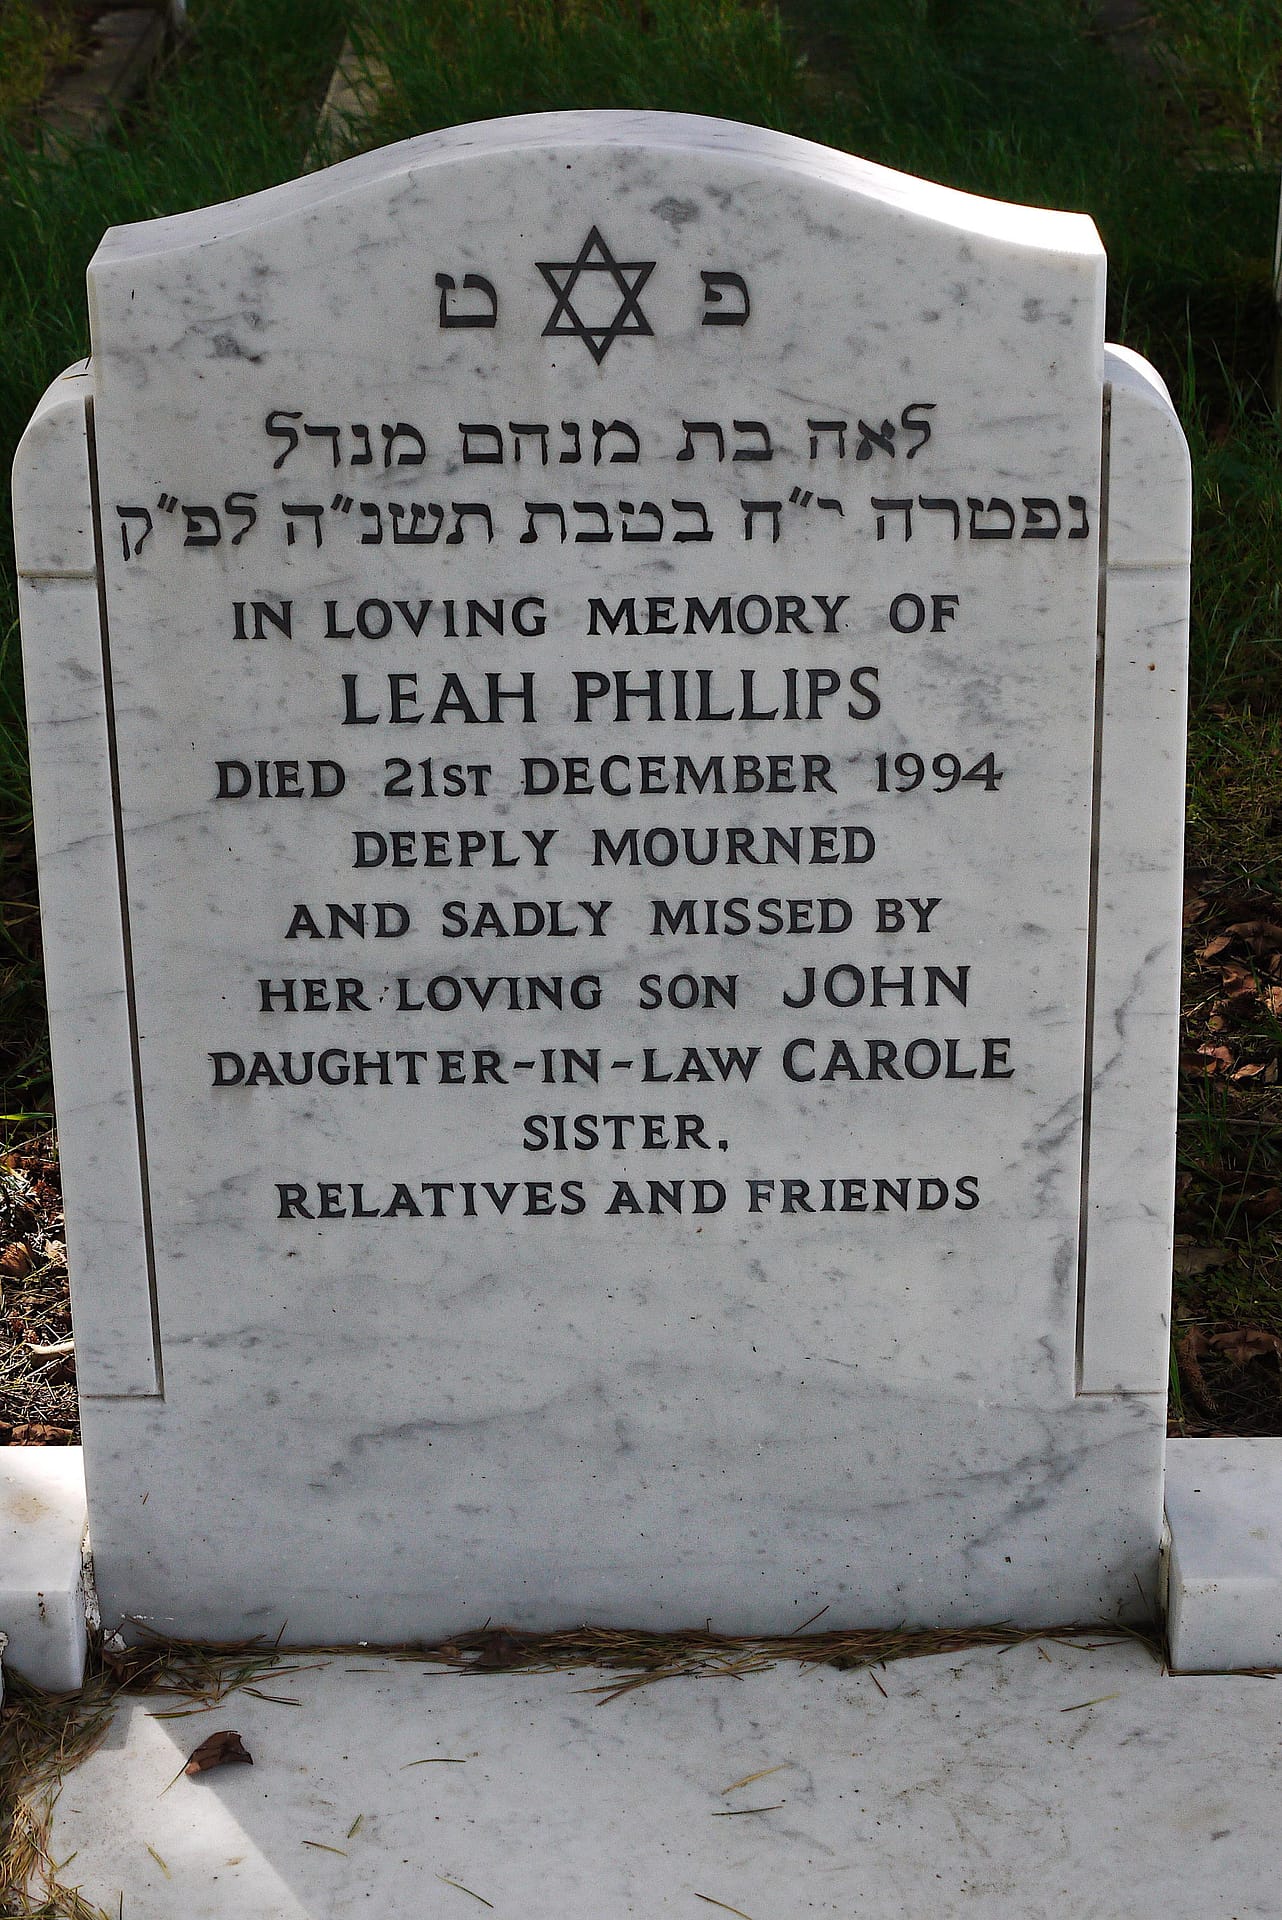 פ ט
לאה בת מנהם מנדל
נפטרה י"ח בטבת תשנ"ה לפ"ק
IN LOVING MEMORY OF
LEAH PHILLIPS
DIED 21ST DECEMBER 1994
DEEPLY MOURNED
AND SADLY MISSED BY
HER LOVING SON JOHN
DAUGHTER-IN-LAW CAROLE
SISTER,
RELATIVES AND FRIENDS